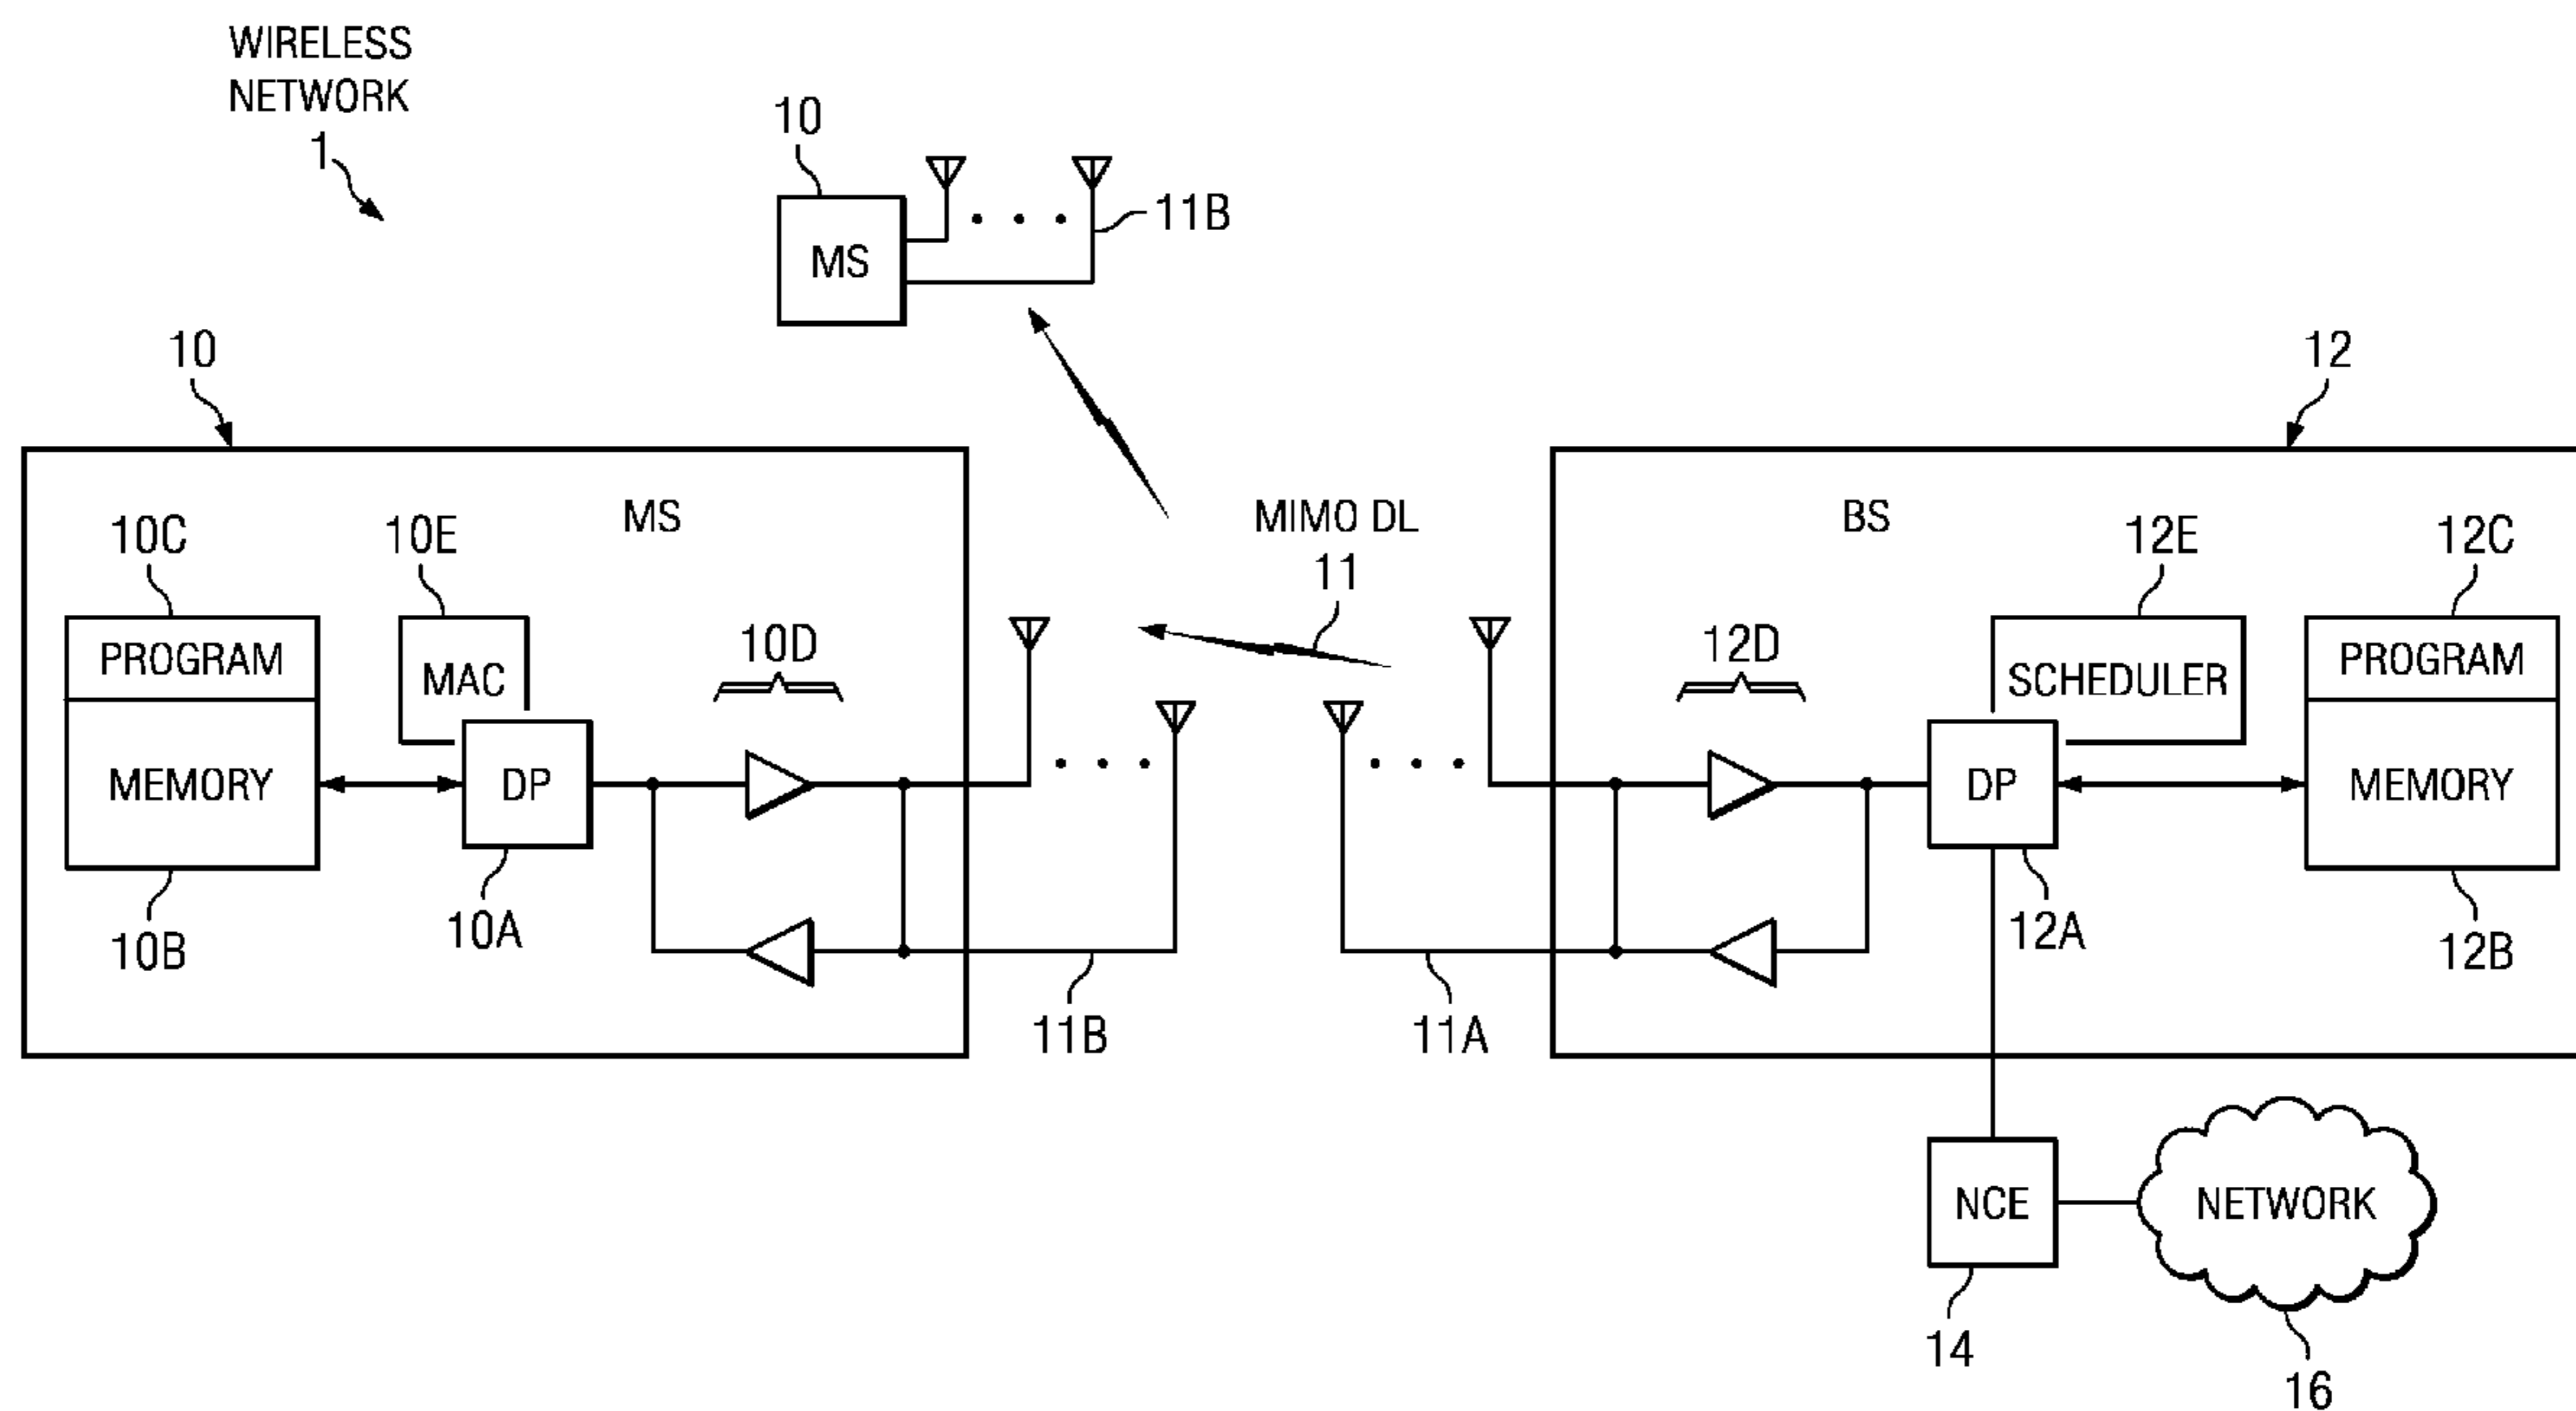 WIRELESS
NETWORK
1
10
11B
MS
10
12
MS
MIMO DL
BS
10C
10E
11
12E
12C
PROGRAM
MAC
10D
12D
SCHEDULER
PROGRAM
MEMORY
DP
DP
MEMORY
10B
10A
12A
12B
11B
11A
NCE
NETWORK
14
16